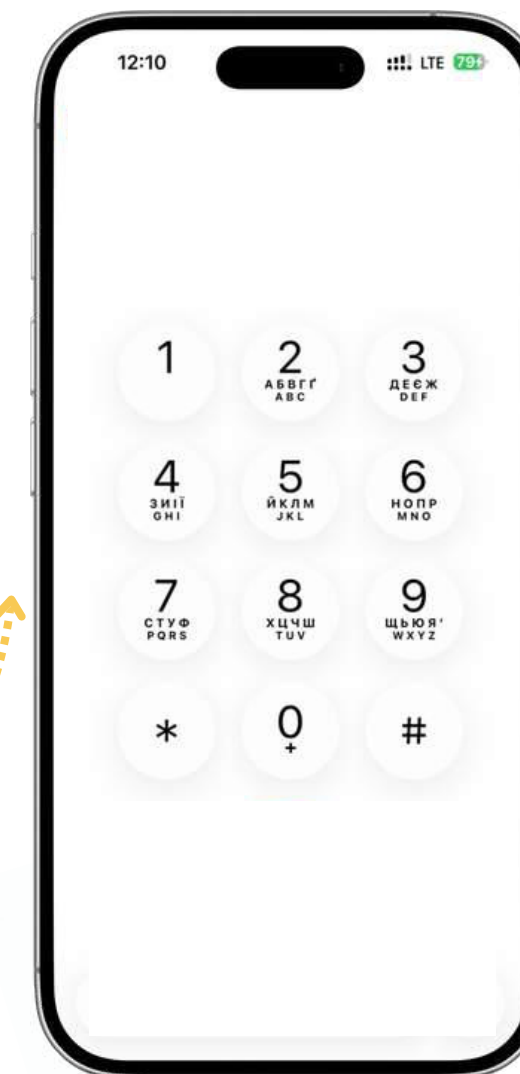 12:10 LTE 79
1 2 3
АБВГҐ ДЕЄЖ
ABC DEF
4 5 6
ЗИІЇ ЙКЛМ НОПР
GHI JKL MNO
7 8 9
СТУФ ХЦЧШ ЩЬЮЯ'
PQRS TUV WXYZ
* 0 #
+